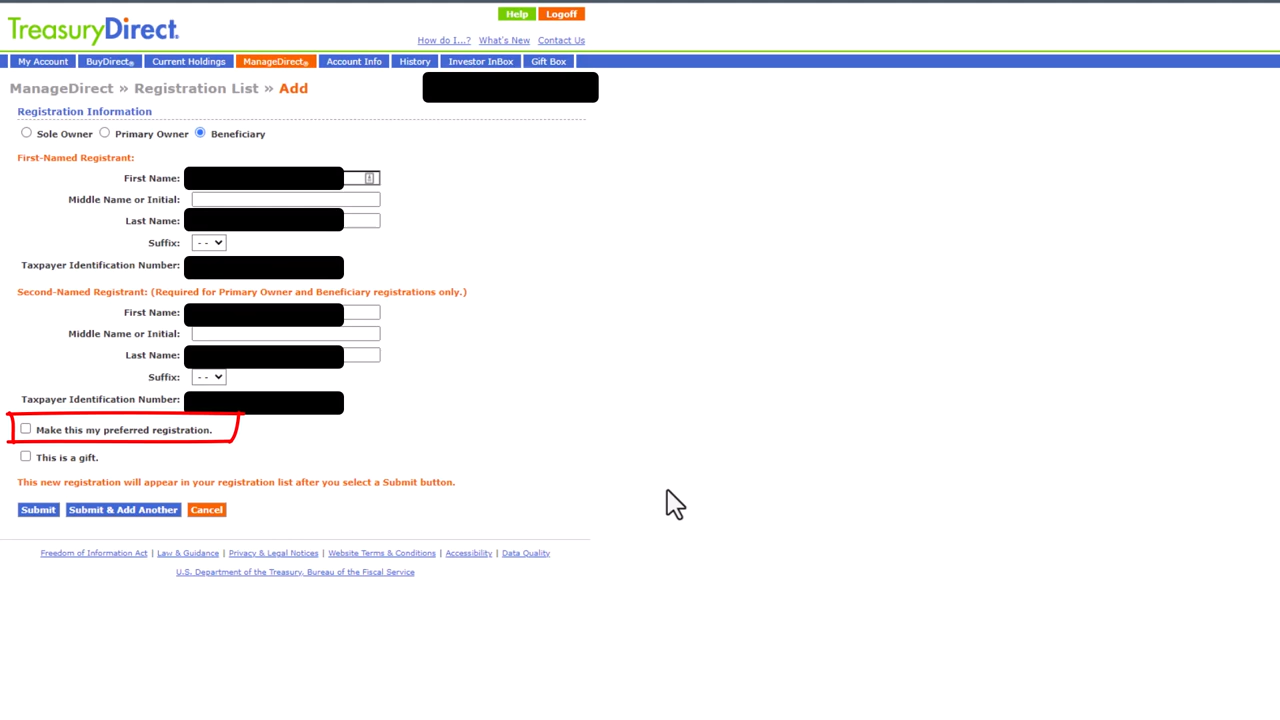 Help Logoff
TreasuryDirect.
How do I...? What's New Contact Us
My Account BuyDirect® Current Holdings ManageDirect® Account Info History Investor InBox Gift Box
ManageDirect » Registration List » Add
Registration Information
Sole Owner Primary Owner Beneficiary
First-Named Registrant:
First Name:
Middle Name or Initial:
Last Name:
Suffix: - -
Taxpayer Identification Number:
Second-Named Registrant: (Required for Primary Owner and Beneficiary registrations only.)
First Name:
Middle Name or Initial:
Last Name:
Suffix: - -
Taxpayer Identification Number:
Make this my preferred registration.
This is a gift.
This new registration will appear in your registration list after you select a Submit button.
Submit Submit & Add Another Cancel
Freedom of Information Act | Law & Guidance | Privacy & Legal Notices | Website Terms & Conditions | Accessibility | Data Quality
U.S. Department of the Treasury, Bureau of the Fiscal Service